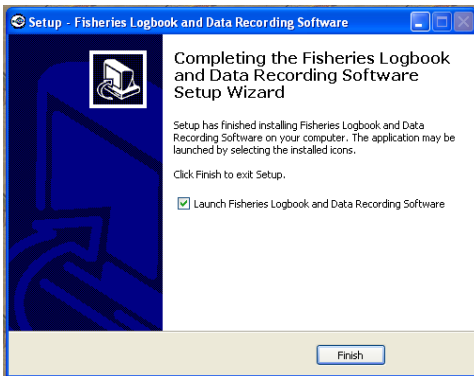 Setup - Fisheries Logbook and Data Recording Software
Completing the Fisheries Logbook
and Data Recording Software
Setup Wizard
Setup has finished installing Fisheries Logbook and Data
Recording Software on your computer. The application may be
launched by selecting the installed icons.
Click Finish to exit Setup.
Launch Fisheries Logbook and Data Recording Software
Finish